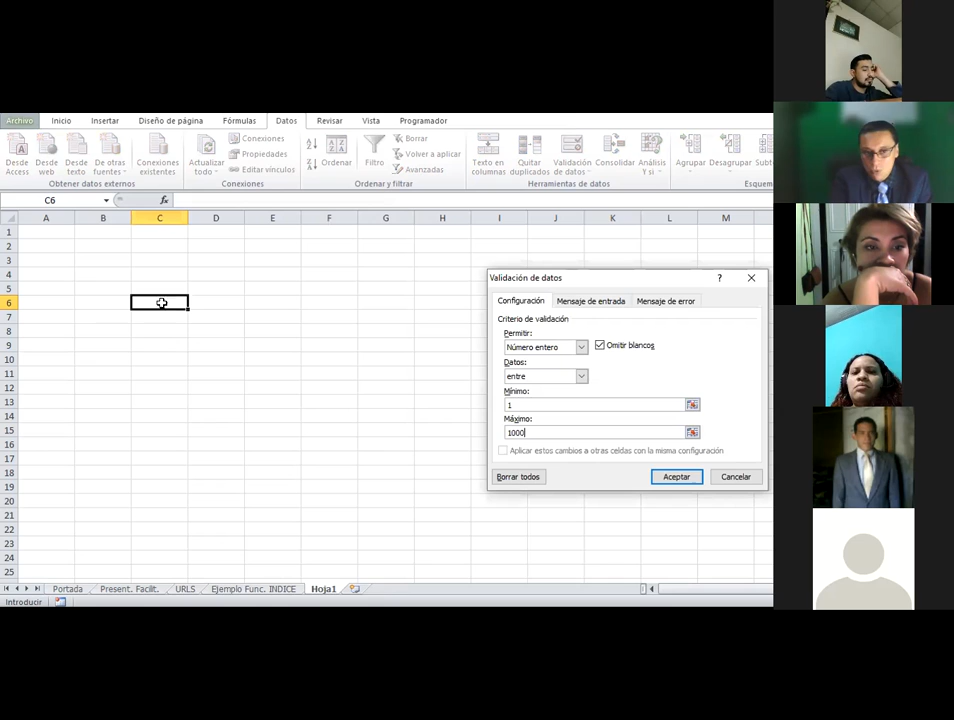 Archivo Inicio Insertar Diseño de página Fórmulas Datos Revisar Vista Programador
Desde Access
Desde web
Desde texto
De otras fuentes
Conexiones existentes
Obtener datos externos
Actualizar todo
Conexiones
Propiedades
Editar vínculos
Conexiones
Ordenar
Filtro
Borrar
Volver a aplicar
Avanzadas
Ordenar y filtrar
Texto en columnas
Quitar duplicados
Validación de datos
Consolidar
Análisis Y si
Herramientas de datos
Agrupar
Desagrupar
Subt
Esquem
C6 fx
A B C D E F G H I J K L M
1
2
3
4
5
6
7
8
9
10
11
12
13
14
15
16
17
18
19
20
21
22
23
24
25
Validación de datos ?
Configuración Mensaje de entrada Mensaje de error
Criterio de validación
Permitir:
Número entero Omitir blancos
Datos:
entre
Mínimo:
1
Máximo:
1000
Aplicar estos cambios a otras celdas con la misma configuración
Borrar todos Aceptar Cancelar
Portada Present. Facilit. URLS Ejemplo Func. INDICE Hoja1
Introducir